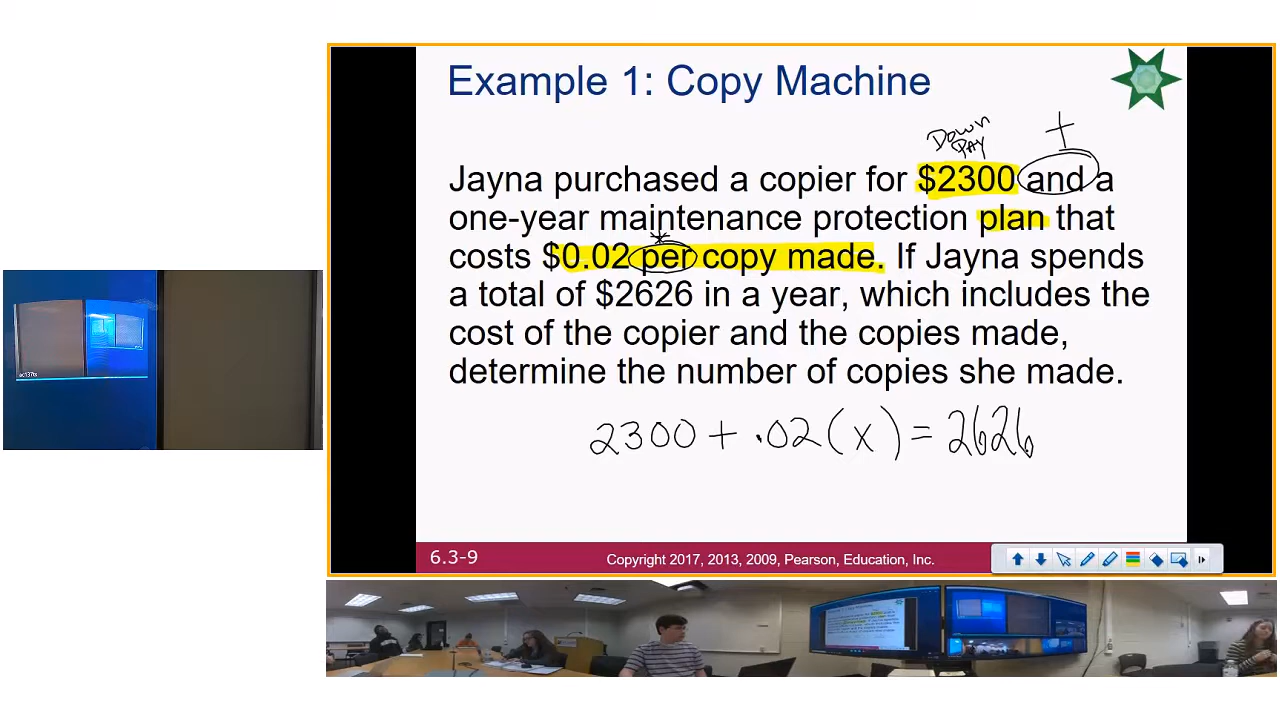 Example 1: Copy Machine
Down
Pay
+
Jayna purchased a copier for $2300 and a
one-year maintenance protection plan that
*
costs $0.02 per copy made. If Jayna spends
a total of $2626 in a year, which includes the
cost of the copier and the copies made,
determine the number of copies she made.
2300 + .02(x) = 2626
6.3-9
Copyright 2017, 2013, 2009, Pearson, Education, Inc.
ac137ts